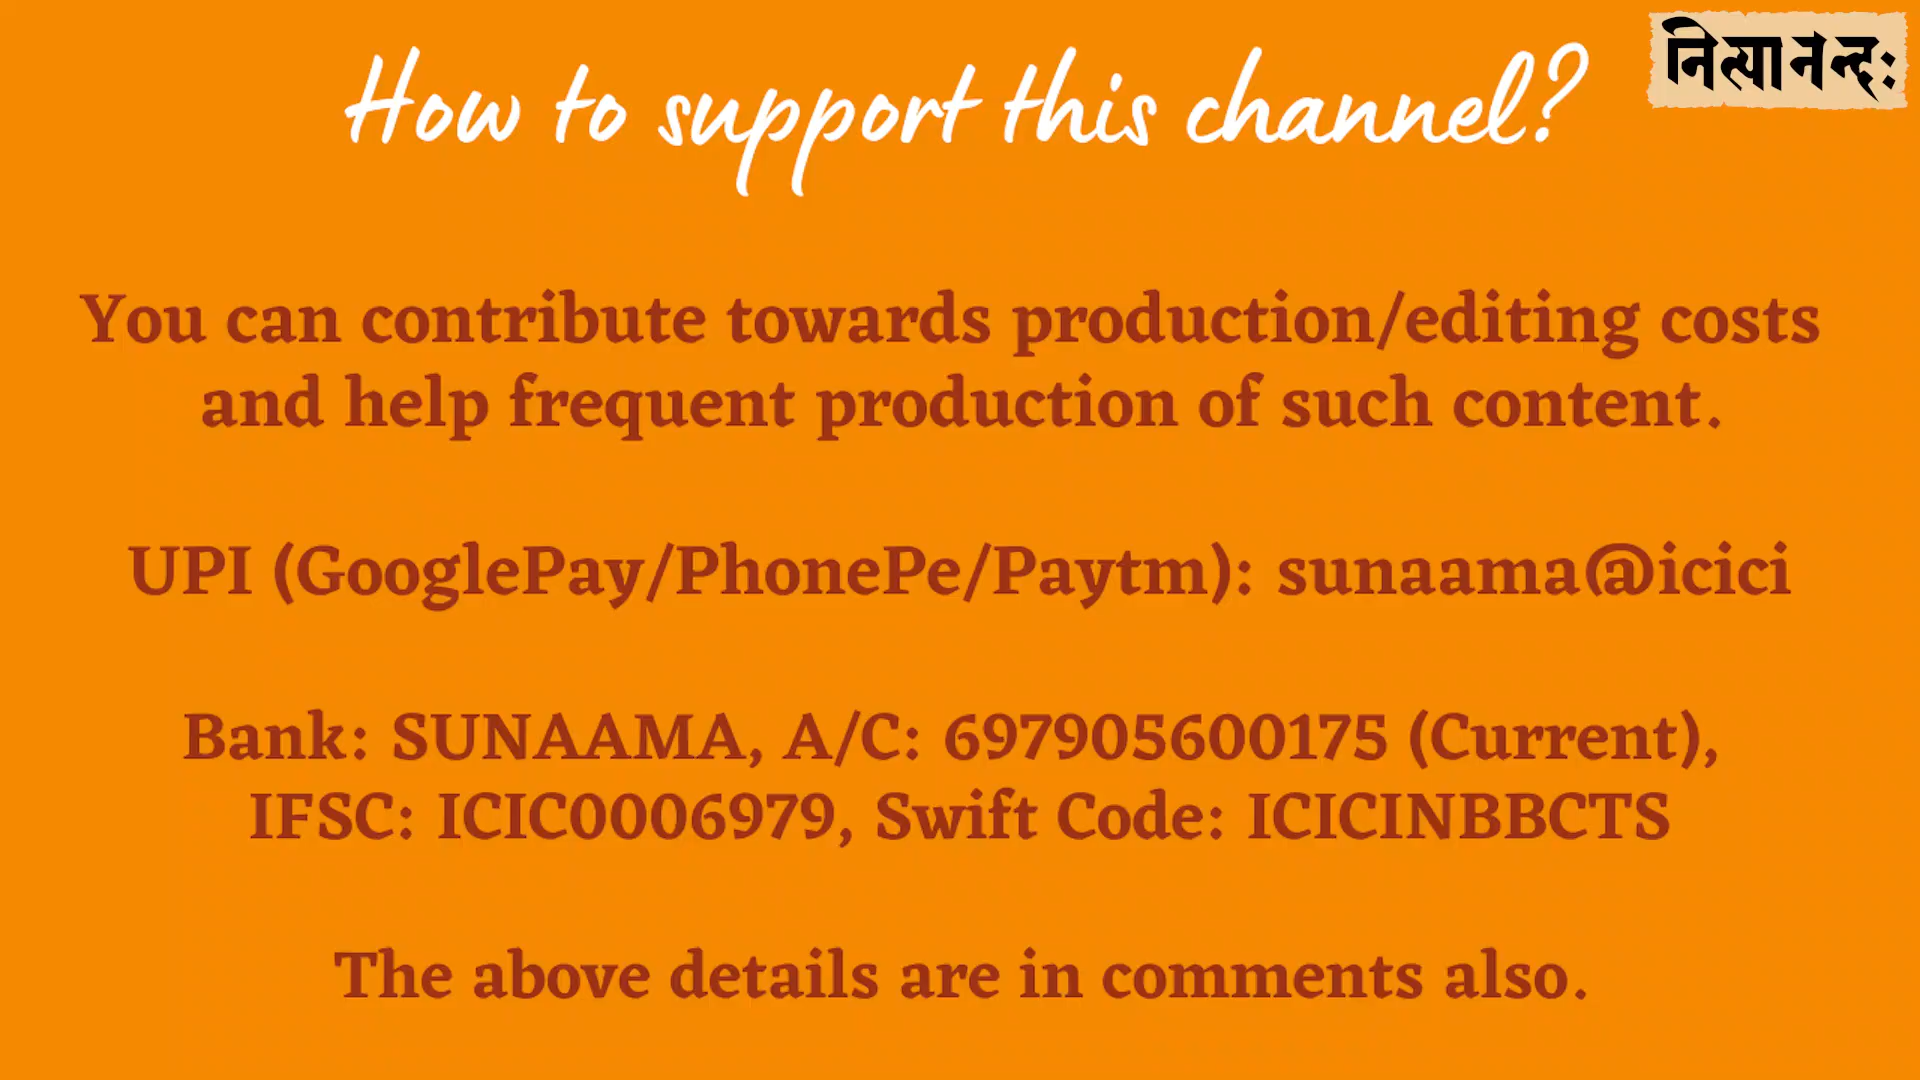 How to support this channel?
नित्यानन्दः
You can contribute towards production/editing costs
and help frequent production of such content.
UPI (GooglePay/PhonePe/Paytm): sunaama@icici
Bank: SUNAAMA, A/C: 697905600175 (Current),
IFSC: ICIC0006979, Swift Code: ICICINBBCTS
The above details are in comments also.